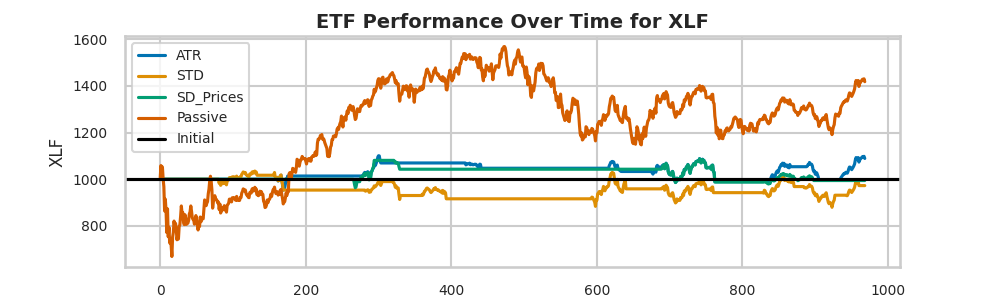 ETF Performance Over Time for XLF
1600
1400
1200
1000
800
XLF
ATR
STD
SD_Prices
Passive
Initial
0 200 400 600 800 1000